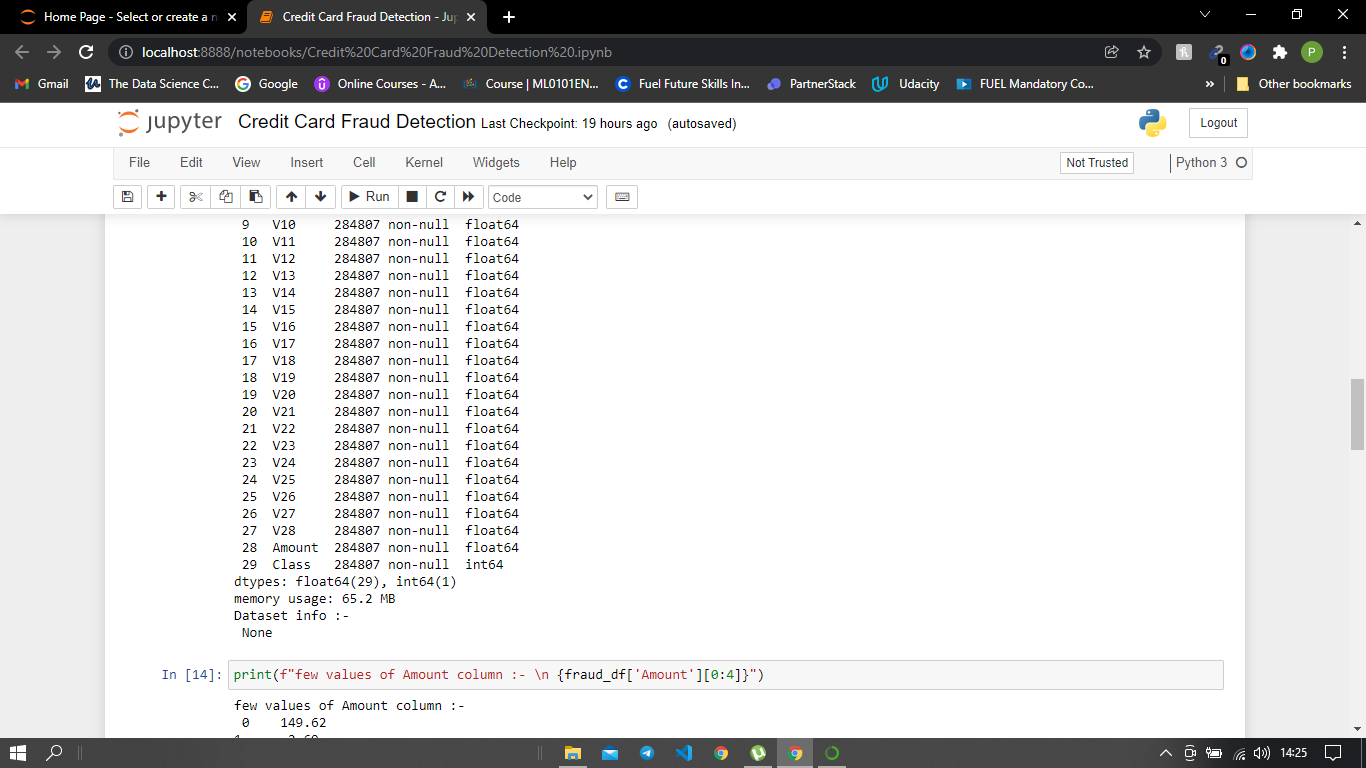 Home Page - Select or create a n
Credit Card Fraud Detection - Jup
localhost:8888/notebooks/Credit%20Card%20Fraud%20Detection%20.ipynb
P
0
Gmail
The Data Science C...
Google
Online Courses - A...
Course | ML0101EN...
Fuel Future Skills In...
PartnerStack
Udacity
FUEL Mandatory Co...
»
Other bookmarks
jupyter Credit Card Fraud Detection Last Checkpoint: 19 hours ago (autosaved)
Logout
File Edit View Insert Cell Kernel Widgets Help
Not Trusted
Python 3
Run
Code
9 V10 284807 non-null float64
10 V11 284807 non-null float64
11 V12 284807 non-null float64
12 V13 284807 non-null float64
13 V14 284807 non-null float64
14 V15 284807 non-null float64
15 V16 284807 non-null float64
16 V17 284807 non-null float64
17 V18 284807 non-null float64
18 V19 284807 non-null float64
19 V20 284807 non-null float64
20 V21 284807 non-null float64
21 V22 284807 non-null float64
22 V23 284807 non-null float64
23 V24 284807 non-null float64
24 V25 284807 non-null float64
25 V26 284807 non-null float64
26 V27 284807 non-null float64
27 V28 284807 non-null float64
28 Amount 284807 non-null float64
29 Class 284807 non-null int64
dtypes: float64(29), int64(1)
memory usage: 65.2 MB
Dataset info :-
None
In [14]: print(f"few values of Amount column :- \n {fraud_df['Amount'][0:4]}")
few values of Amount column :-
0 149.62
14:25